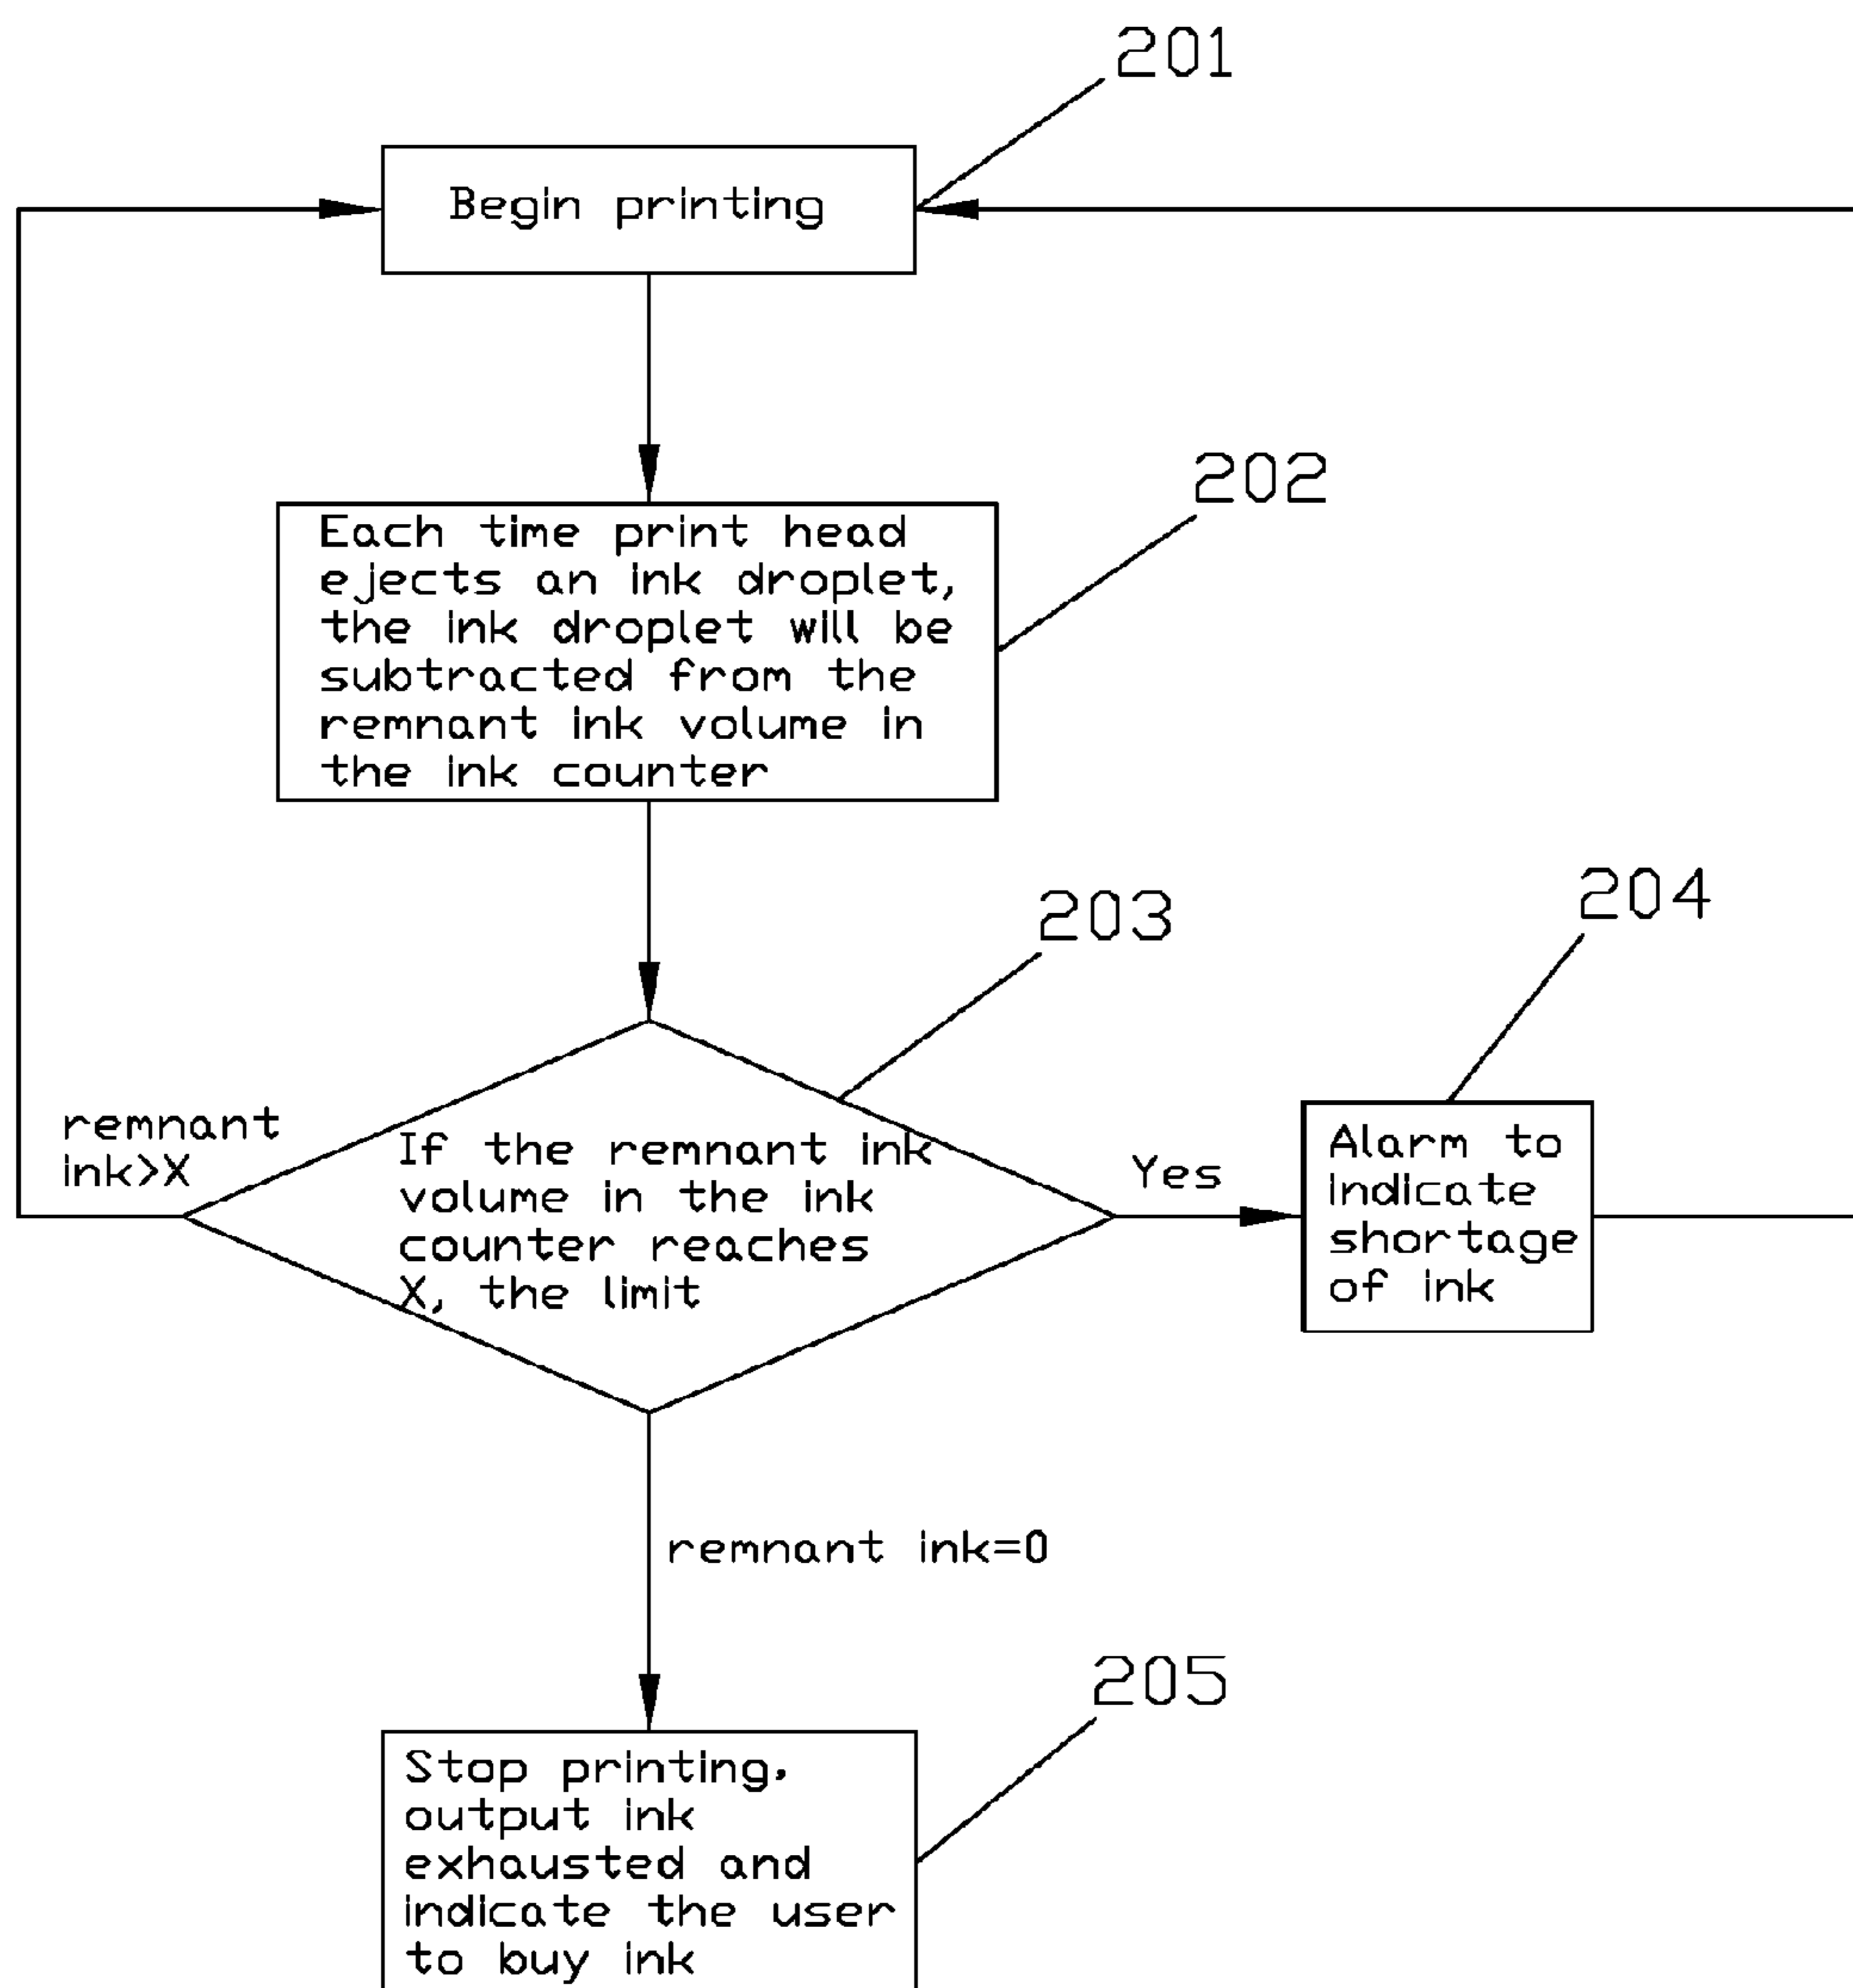 201
Begin printing
202
Each time print head
ejects an ink droplet,
the ink droplet will be
subtracted from the
remnant ink volume in
the ink counter
203
204
remnant
ink>X
If the remnant ink
volume in the ink
counter reaches
X, the limit
Yes
Alarm to
indicate
shortage
of ink
remnant ink=0
205
Stop printing,
output ink
exhausted and
indicate the user
to buy ink